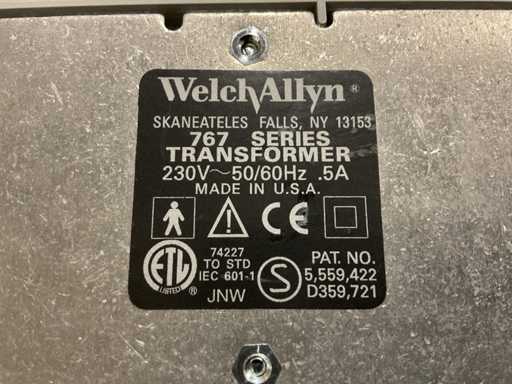 WelchAllyn ®
SKANEATELES FALLS, NY 13153
767 SERIES
TRANSFORMER
230V~50/60Hz .5A
MADE IN U.S.A.
CE
ETL
LISTED
74227
TO STD
IEC 601-1
JNW
S
PAT. NO.
5,559,422
D359,721